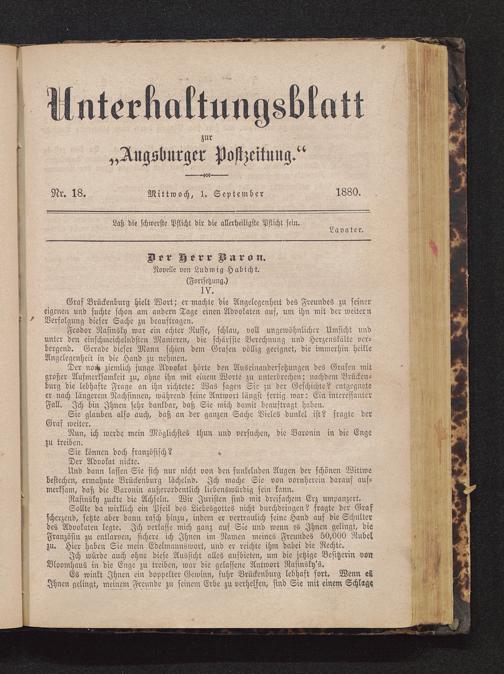 Unterhaltungsblatt
zur
„Augsburger Postzeitung.“
Nr. 18. Mittwoch, 1. September 1880.
Laß die schwerste Pflicht dir die allerheiligste Pflicht sein.
Lavater.
Der Herr Baron.
Novelle von Ludwig Habicht.
(Fortsetzung.)
IV.
Graf Brückenburg hielt Wort; er machte die Angelegenheit des Freundes zu seiner
eigenen und suchte schon am andern Tage einen Advokaten auf, um ihn mit der weitern
Verfolgung dieser Sache zu beauftragen.
Feodor Rasinsky war ein echter Russe, schlau, voll ungewöhnlicher Umsicht und
unter den einschmeichelndsten Manieren, die schärfste Berechnung und Herzenskälte ver-
bergend. Gerade dieser Mann schien dem Grafen völlig geeignet, die immerhin heikle
Angelegenheit in die Hand zu nehmen.
Der noch ziemlich junge Advokat hörte den Auseinandersetzungen des Grafen mit
großer Aufmerksamkeit zu, ohne ihn mit einem Worte zu unterbrechen; nachdem Brücken-
burg die lebhafte Frage an ihn richtete: Was sagen Sie zu der Geschichte? entgegnete
er nach längerem Nachsinnen, während seine Antwort längst fertig war: Ein interessanter
Fall. Ich bin Ihnen sehr dankbar, daß Sie mich damit beauftragt haben.
Sie glauben also auch, daß an der ganzen Sache Vieles dunkel ist? fragte der
Graf weiter.
Nun, ich werde mein Möglichstes thun und versuchen, die Baronin in die Enge
zu treiben.
Sie können doch französisch?
Der Advokat nickte.
Und dann lassen Sie sich nur nicht von den funkelnden Augen der schönen Wittwe
bestechen, ermahnte Brückenburg lächelnd. Ich mache Sie von vornherein darauf auf-
merksam, daß die Baronin außerordentlich liebenswürdig sein kann.
Rasinsky zuckte die Achseln. Wir Juristen sind mit dreifachem Erz umpanzert.
Sollte da wirklich ein Pfeil des Liebesgottes nicht durchdringen? fragte der Graf
scherzend, setzte aber dann rasch hinzu, indem er vertraulich seine Hand auf die Schulter
des Advokaten legte. Ich verlasse mich ganz auf Sie und wenn es Ihnen gelingt, die
Französin zu entlarven, sichere ich Ihnen im Namen meines Freundes 50,000 Rubel
zu. Hier haben Sie mein Edelmannswort, und er reichte ihm dabei die Rechte.
Ich würde auch ohne diese Aussicht alles aufbieten, um die jetzige Besitzerin von
Bloomhaus in die Enge zu treiben, war die gelassene Antwort Rasinsky's.
Es winkt Ihnen ein doppelter Gewinn, fuhr Brückenburg lebhaft fort. Wenn es
Ihnen gelingt, meinem Freunde zu seinem Erbe zu verhelfen, sind Sie mit einem Schlage